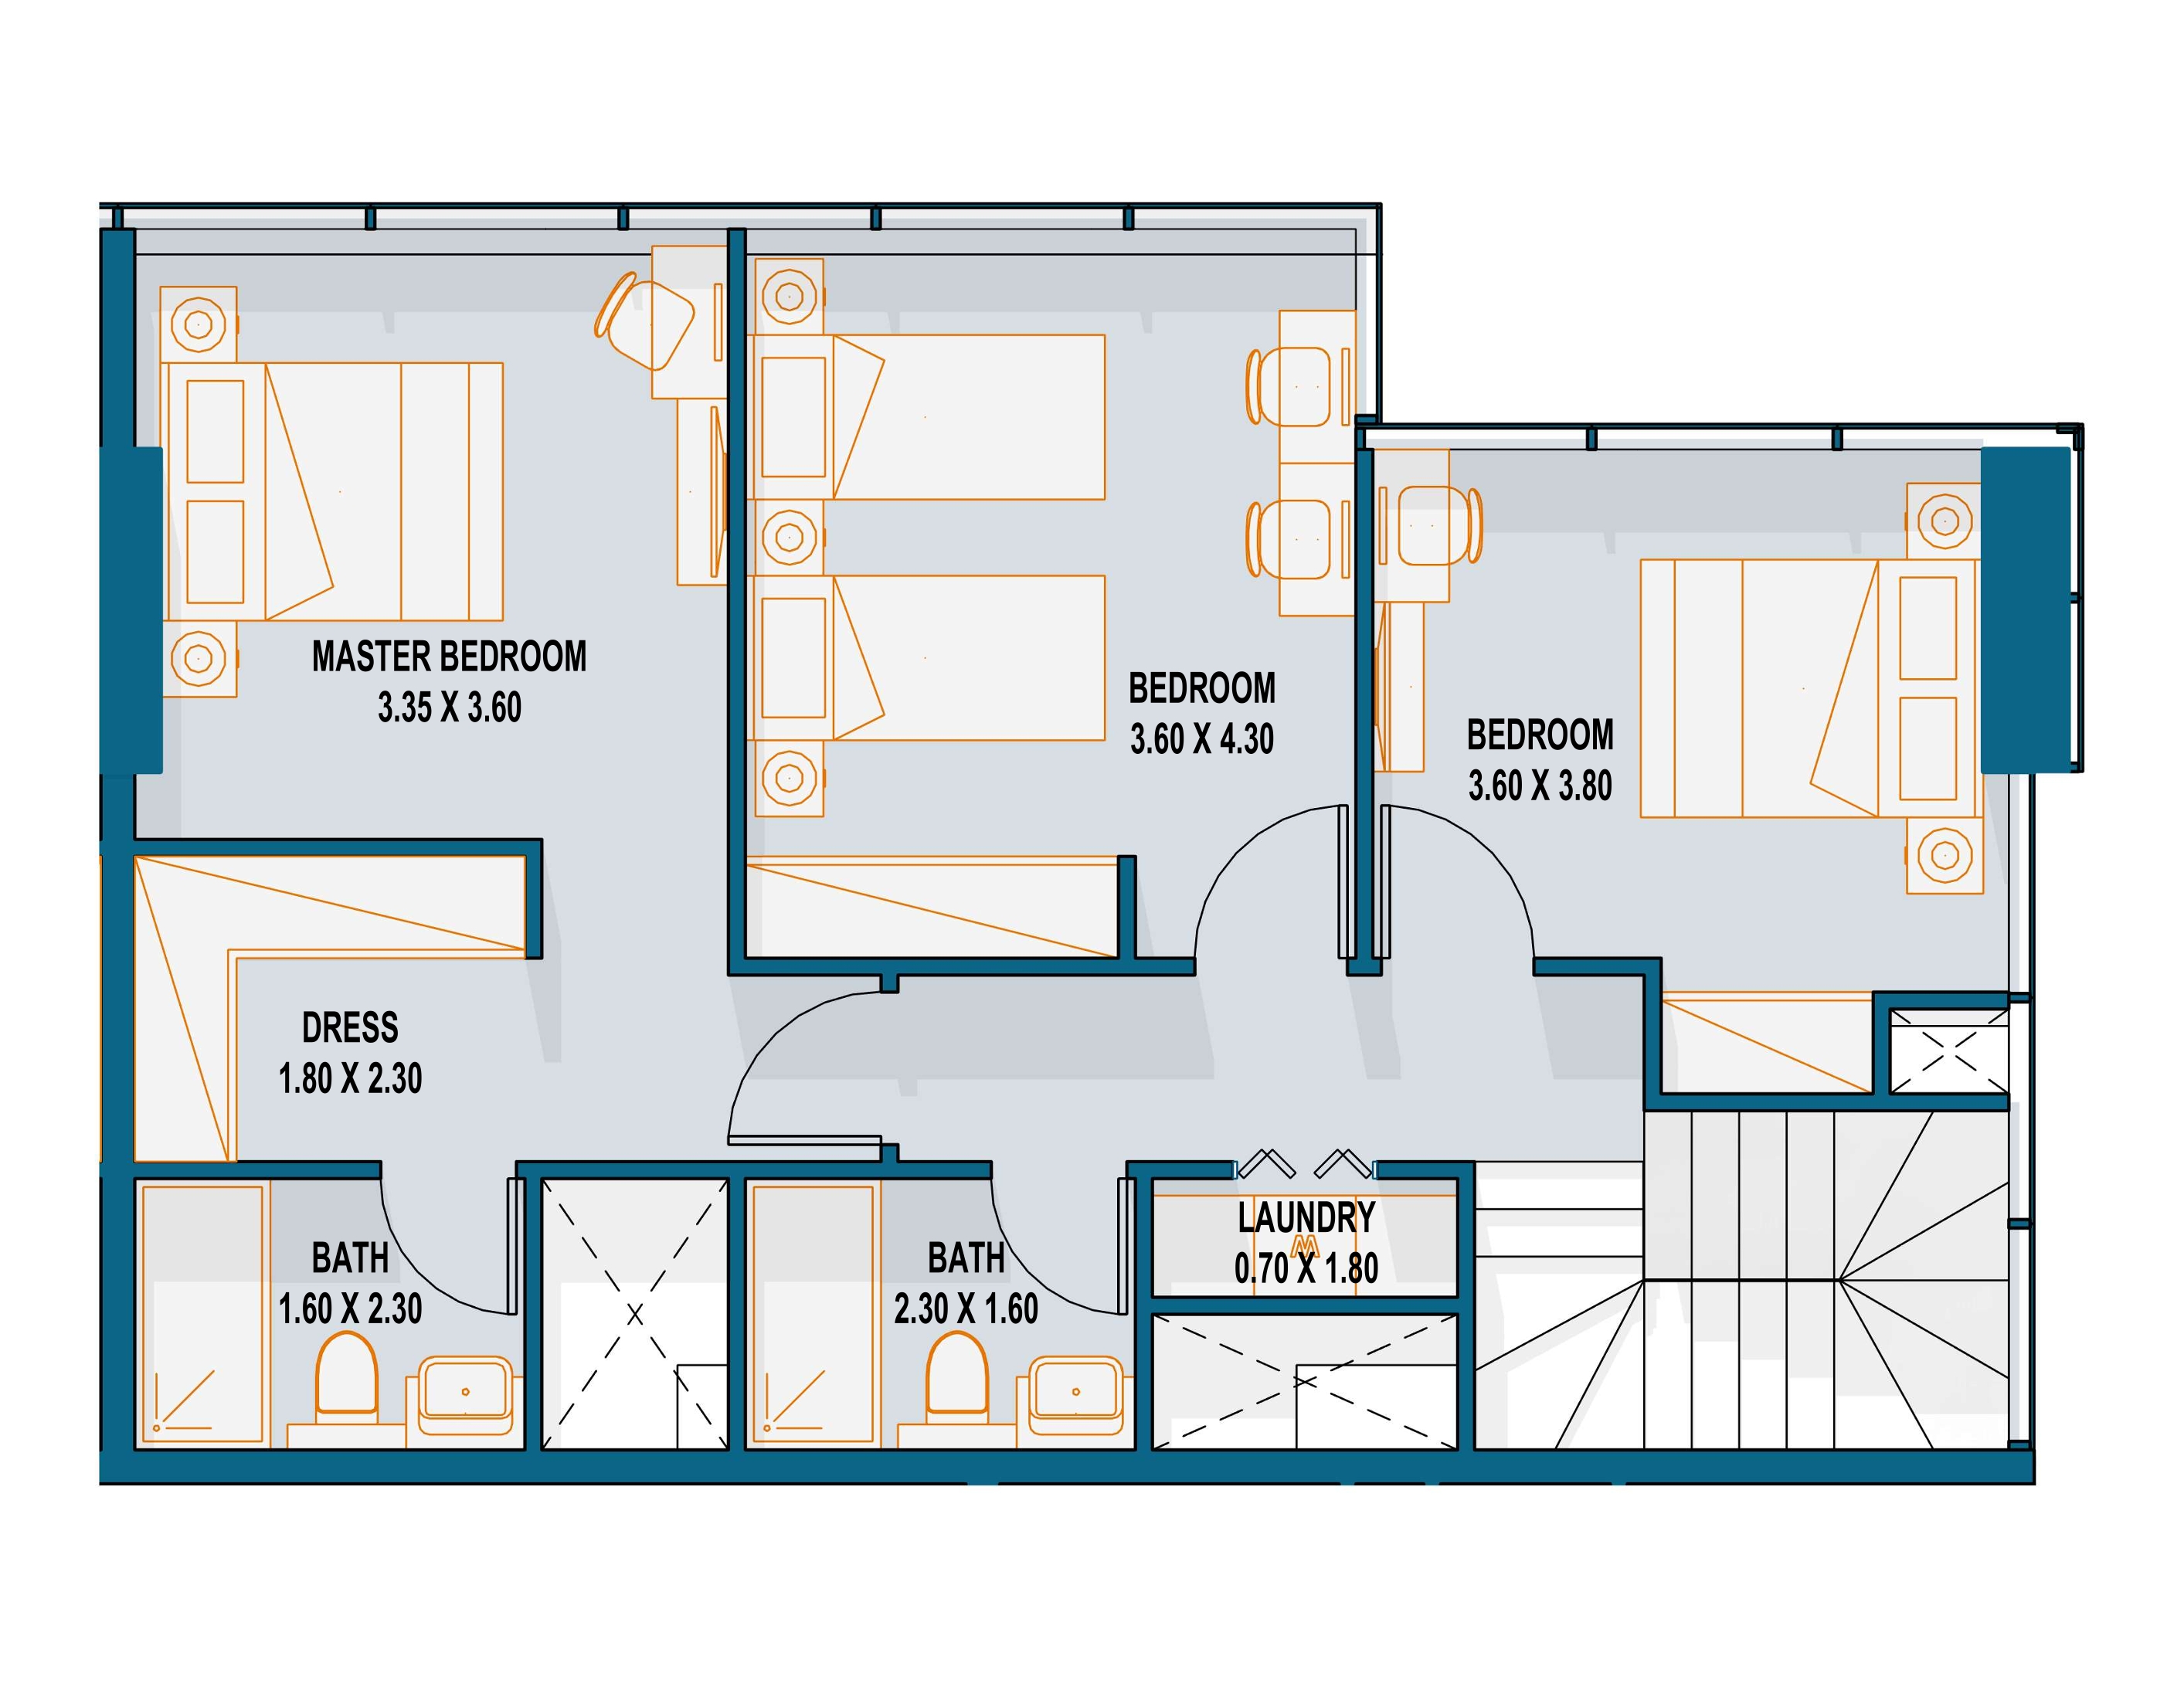 MASTER BEDROOM
3.35 X 3.60
BEDROOM
3.60 X 4.30
BEDROOM
3.60 X 3.80
DRESS
1.80 X 2.30
BATH
1.60 X 2.30
BATH
2.30 X 1.60
LAUNDRY
M
0.70 X 1.80